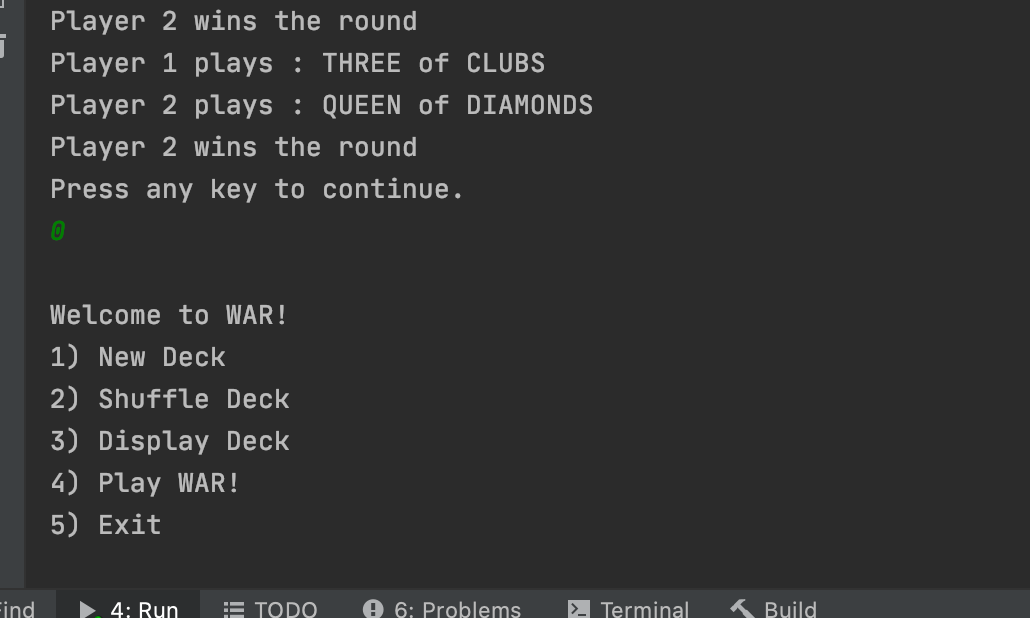 Player 2 wins the round
Player 1 plays : THREE of CLUBS
Player 2 plays : QUEEN of DIAMONDS
Player 2 wins the round
Press any key to continue.
0
Welcome to WAR!
1) New Deck
2) Shuffle Deck
3) Display Deck
4) Play WAR!
5) Exit
Find 4: Run TODO 6: Problems Terminal Build